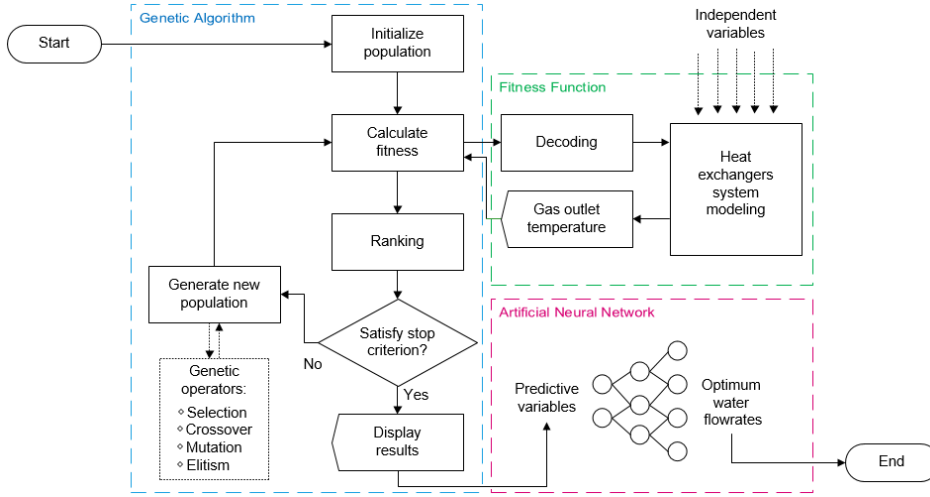 Genetic Algorithm
Start
Initialize
population
Independent
variables
Fitness Function
Calculate
fitness
Decoding
Heat
exchangers
system
modeling
Gas outlet
temperature
Ranking
Generate new
population
Satisfy stop
criterion?
No
Yes
Genetic
operators:
⋄ Selection
⋄ Crossover
⋄ Mutation
⋄ Elitism
Display
results
Artificial Neural Network
Predictive
variables
Optimum
water
flowrates
End